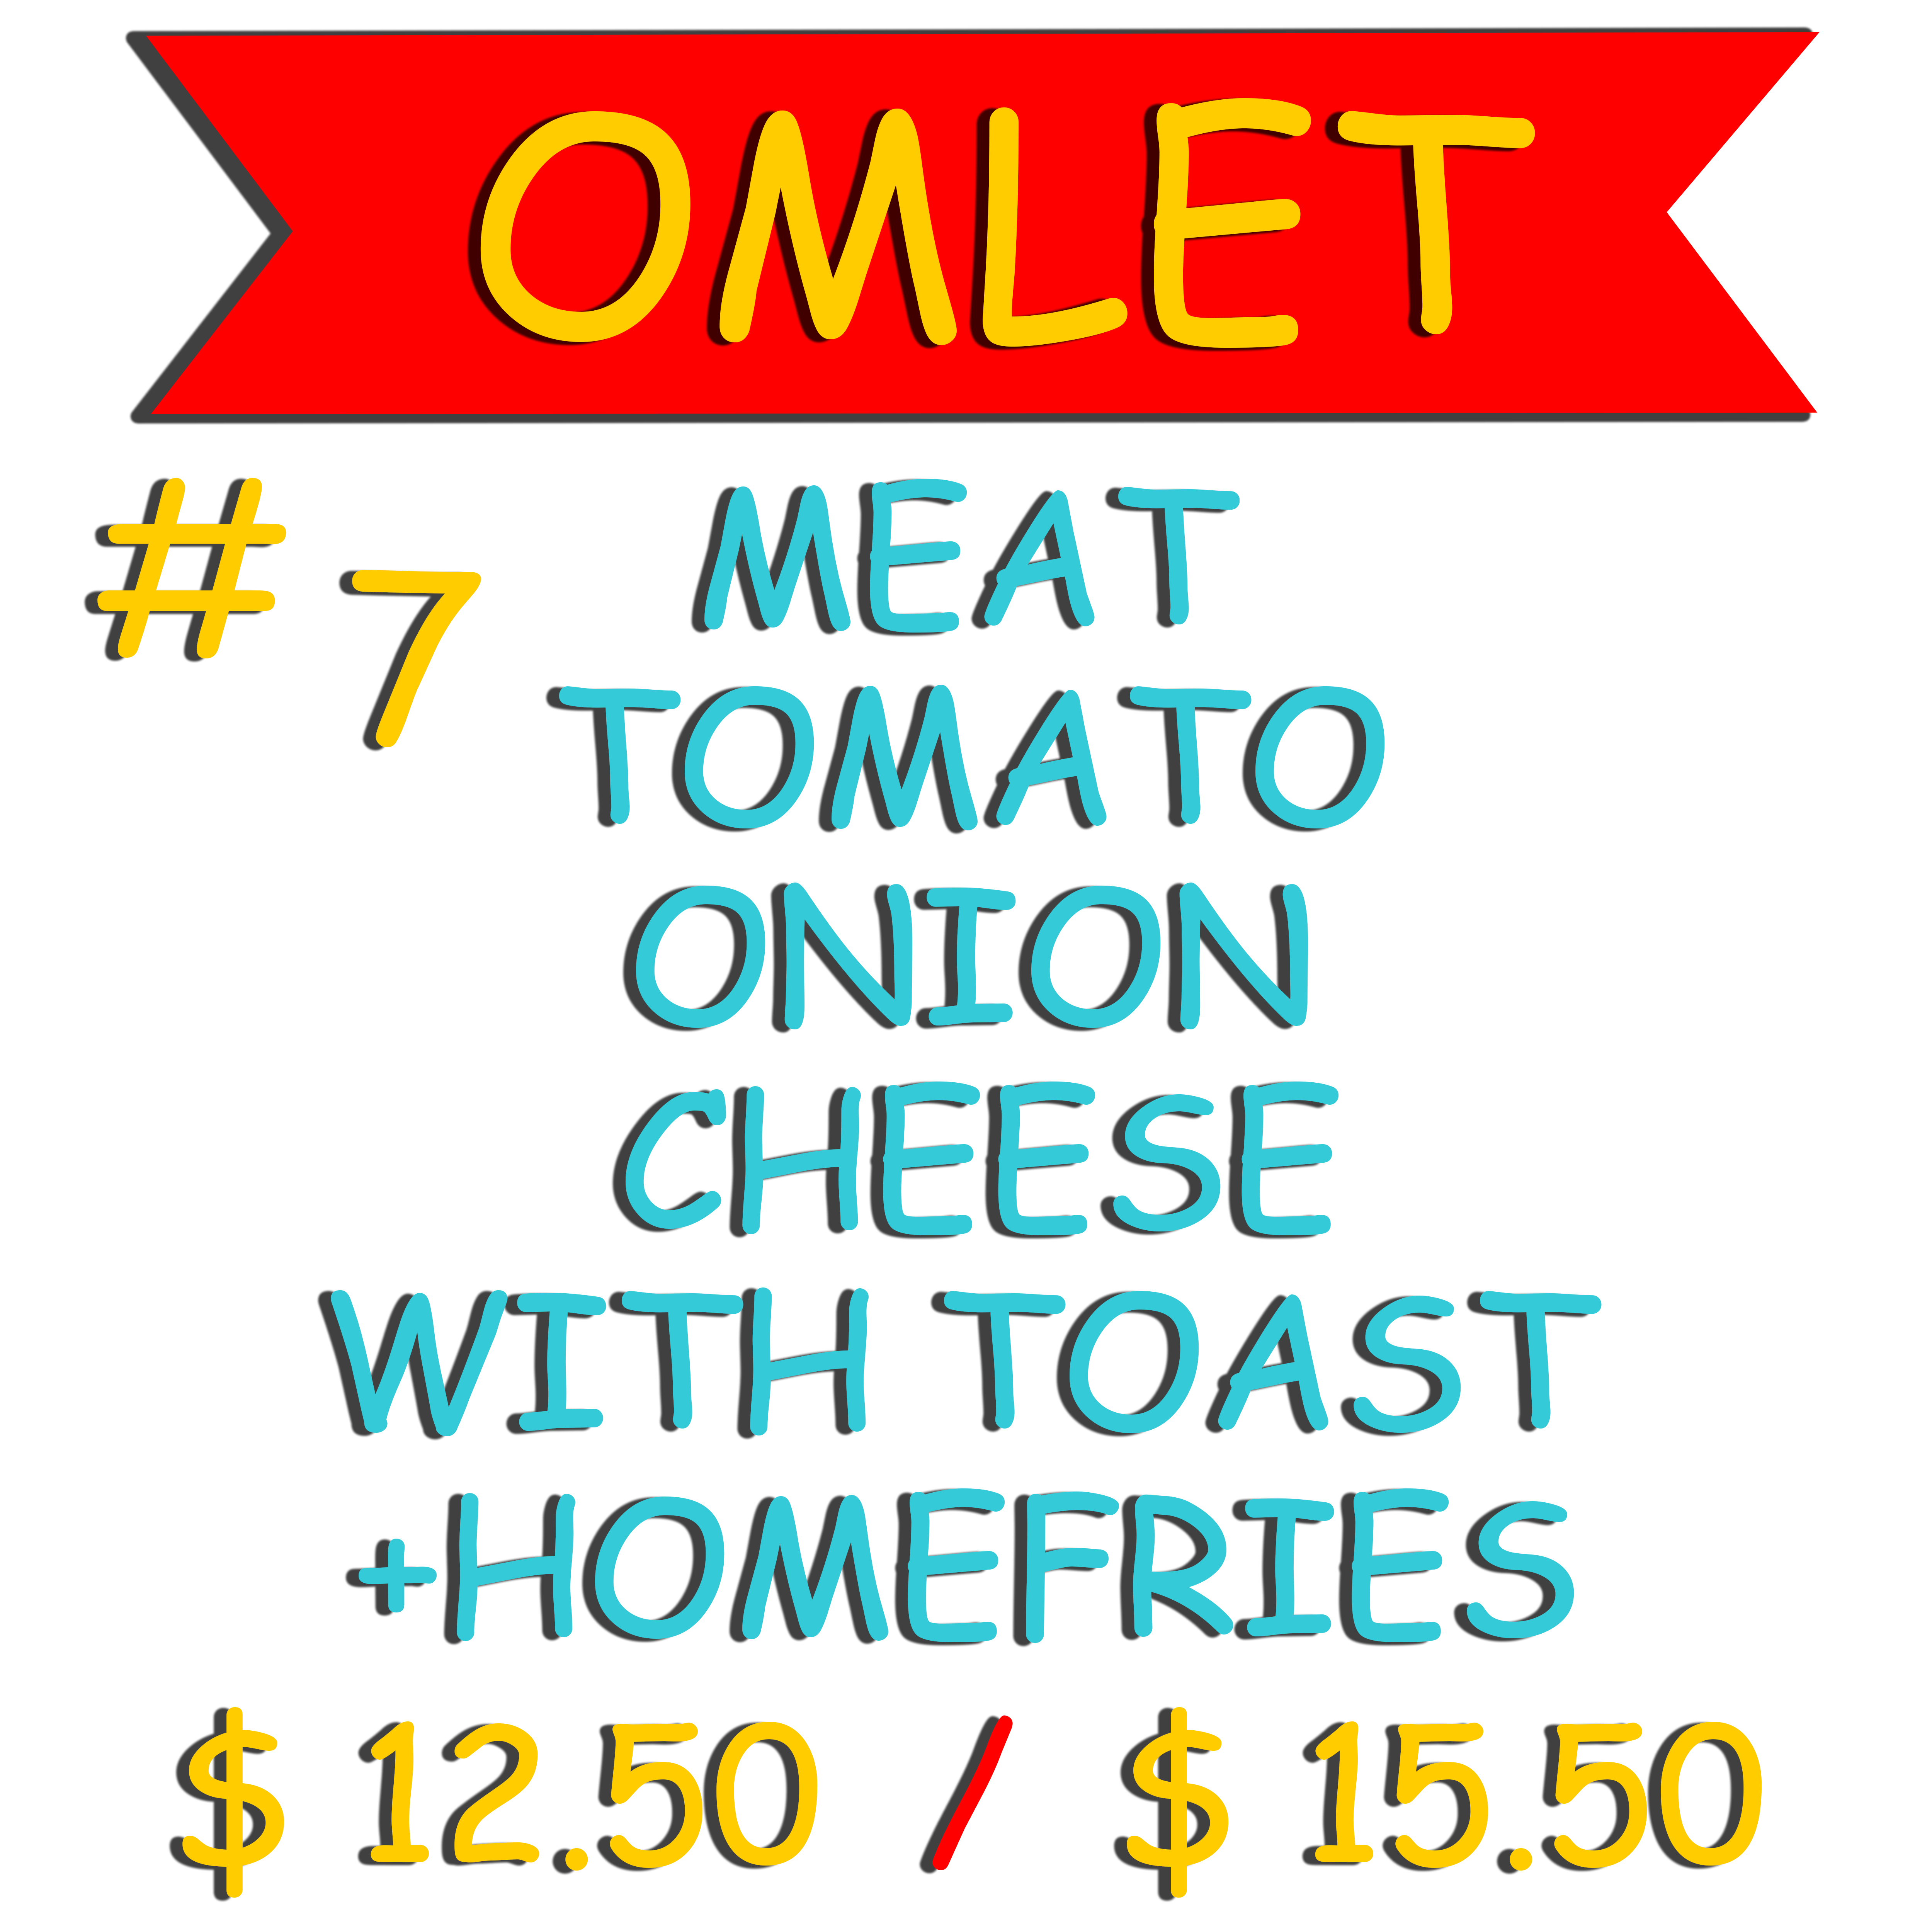 OMLET
#7
MEAT
TOMATO
ONION
CHEESE
WITH TOAST
+HOMEFRIES
$ 12.50 / $ 15.50